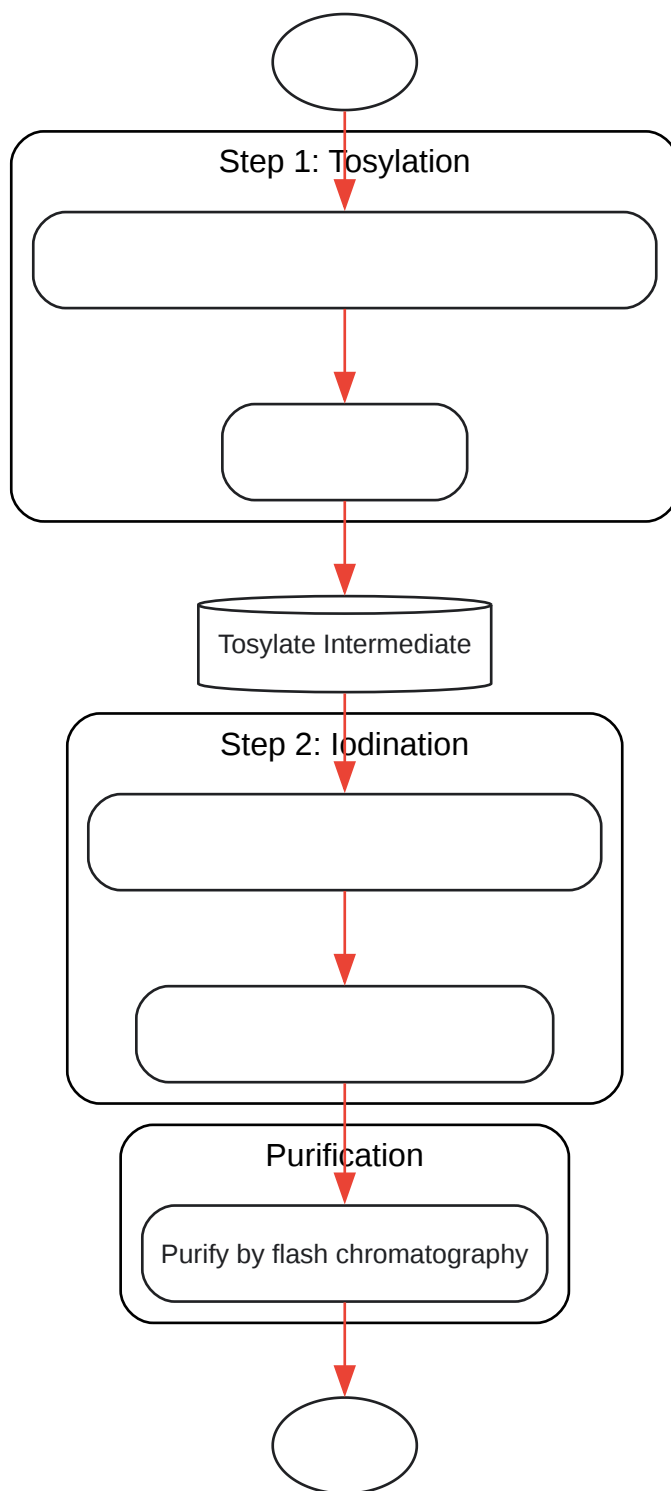 Step 1: Tosylation
Tosylate Intermediate
Step 2: Iodination
Purification
Purify by flash chromatography